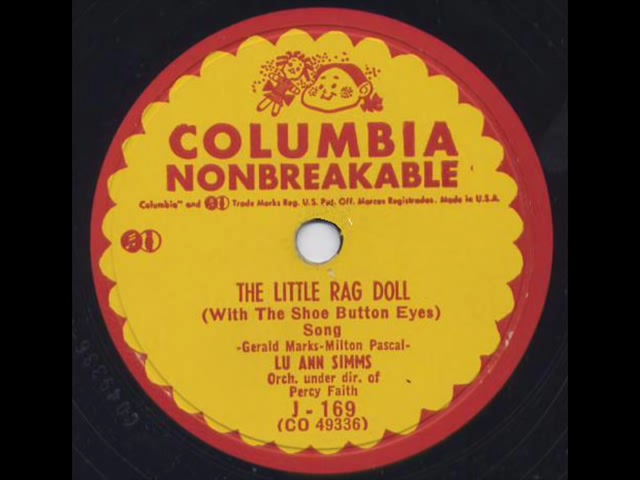 COLUMBIA
NONBREAKABLE
Columbia" and Trade Marks Reg. U.S. Pat. Off. Marcas Registradas. Made in U.S.A.
THE LITTLE RAG DOLL
(With The Shoe Button Eyes)
Song
-Gerald Marks-Milton Pascal-
LU ANN SIMMS
Orch. under dir. of
Percy Faith
J - 169
(CO 49336)
CO49336